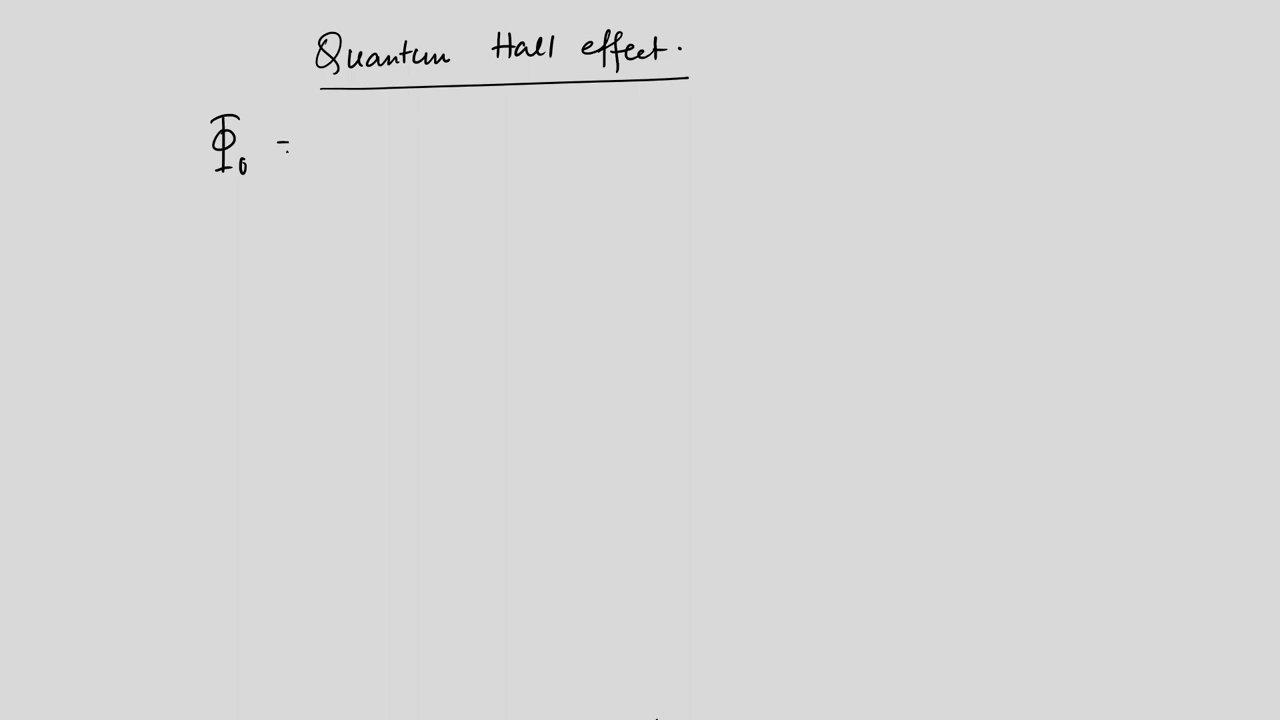 Quantum Hall effect.
Φ₀ =